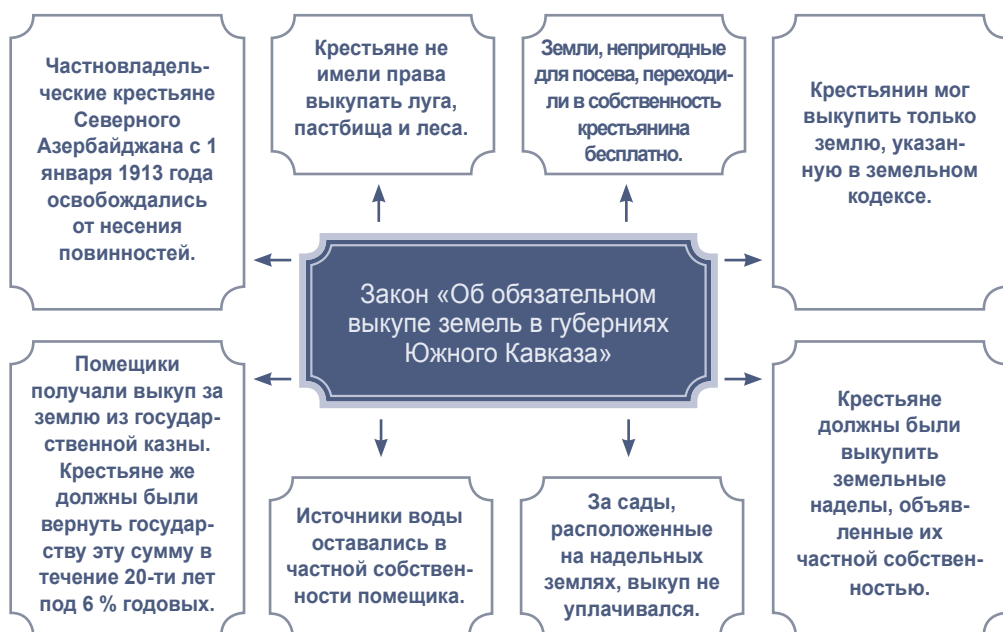 Частновладель-
ческие крестьяне
Северного
Азербайджана с 1
января 1913 года
освобождались
от несения
повинностей.
Крестьяне не
имели права
выкупать луга,
пастбища и леса.
Земли, непригодные
для посева, переходи-
ли в собственность
крестьянина
бесплатно.
Крестьянин мог
выкупить только
землю, указан-
ную в земельном
кодексе.
Закон «Об обязательном
выкупе земель в губерниях
Южного Кавказа»
Помещики
получали выкуп за
землю из государ-
ственной казны.
Крестьяне же
должны были
вернуть государ-
ству эту сумму в
течение 20-ти лет
под 6 % годовых.
Источники воды
оставались в
частной собствен-
ности помещика.
За сады,
расположенные
на надельных
землях, выкуп не
уплачивался.
Крестьяне
должны были
выкупить
земельные
наделы, объяв-
ленные их
частной собствен-
ностью.